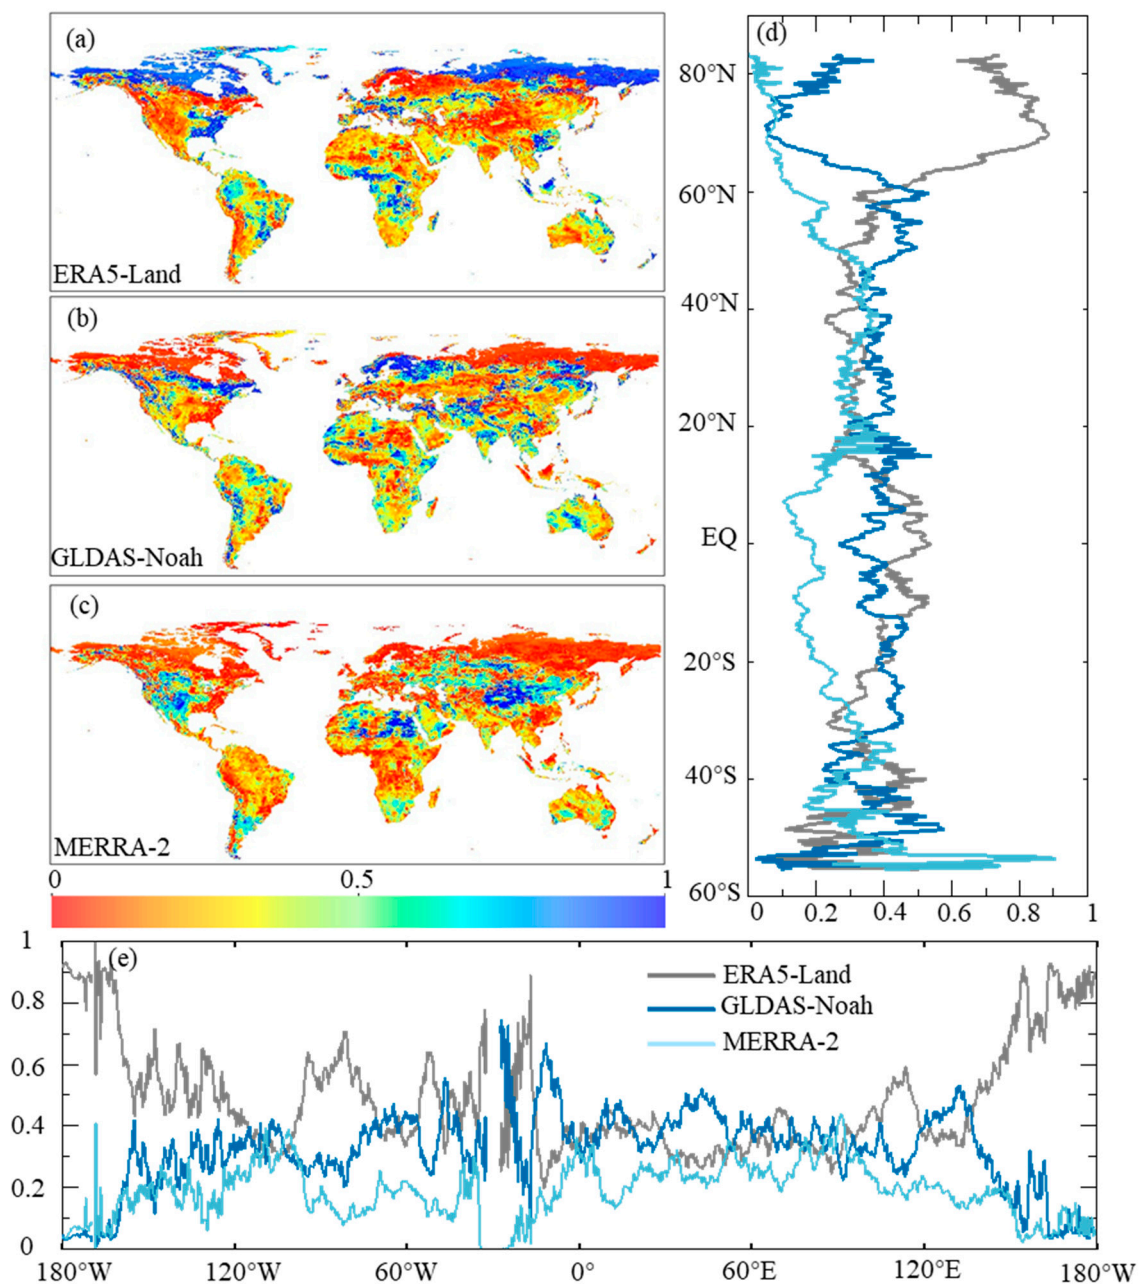 (a)
ERA5-Land
(b)
GLDAS-Noah
(c)
MERRA-2
0 0.5 1
(d)
80°N
60°N
40°N
20°N
EQ
20°S
40°S
60°S
0 0.2 0.4 0.6 0.8 1
(e)
1
0.8
0.6
0.4
0.2
0
ERA5-Land
GLDAS-Noah
MERRA-2
180°W 120°W 60°W 0° 60°E 120°E 180°W